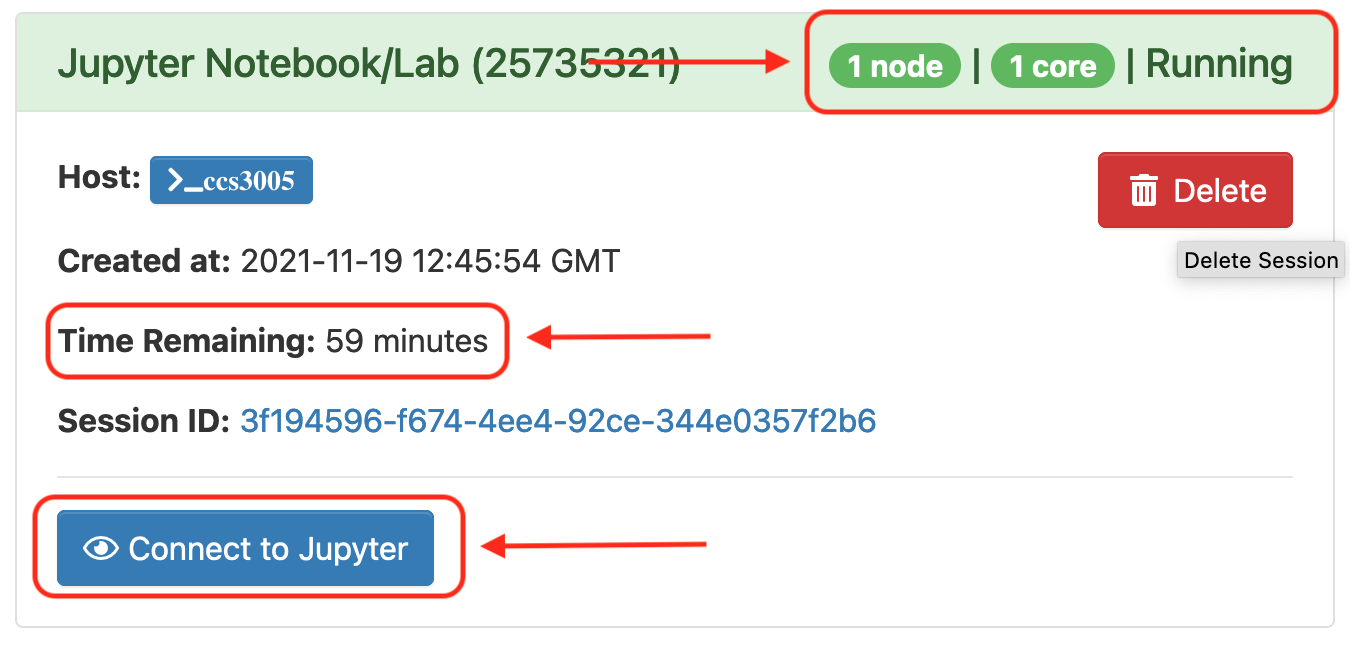 Jupyter Notebook/Lab (25735321) 1 node | 1 core | Running
Host: >_ccs3005
Delete
Created at: 2021-11-19 12:45:54 GMT
Delete Session
Time Remaining: 59 minutes
Session ID: 3f194596-f674-4ee4-92ce-344e0357f2b6
Connect to Jupyter